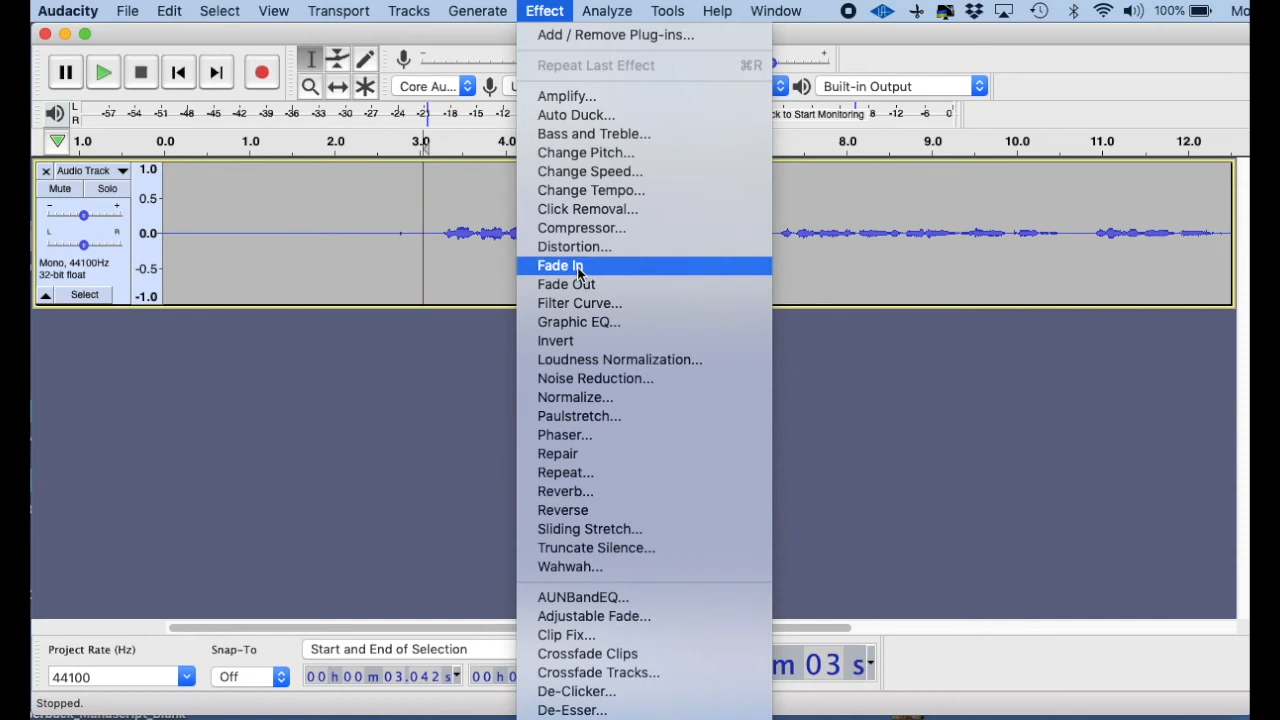 Audacity File Edit Select View Transport Tracks Generate Effect Analyze Tools Help Window 100% Mo
Add / Remove Plug-ins...
Repeat Last Effect ⌘R
Core Au... Built-in Output
Amplify...
Auto Duck...
Bass and Treble...
Change Pitch...
Change Speed...
Change Tempo...
Click Removal...
Compressor...
Distortion...
Fade In
Fade Out
Filter Curve...
Graphic EQ...
Invert
Loudness Normalization...
Noise Reduction...
Normalize...
Paulstretch...
Phaser...
Repair
Repeat...
Reverb...
Reverse
Sliding Stretch...
Truncate Silence...
Wahwah...
AUNBandEQ...
Adjustable Fade...
Clip Fix...
Crossfade Clips
Crossfade Tracks...
De-Clicker...
De-Esser...
L R -57 -54 -51 -48 -45 -42 -39 -36 -33 -30 -27 -24 -21 -18 -15 -12 ck to Start Monitoring 8 -12 -6 0
1.0 0.0 1.0 2.0 3.0 4.0 8.0 9.0 10.0 11.0 12.0
× Audio Track 1.0
Mute Solo
0.5-
- +
L R 0.0-
Mono, 44100Hz
32-bit float
-0.5-
Select -1.0
Project Rate (Hz) Snap-To Start and End of Selection
44100 Off 00 h 00 m 03.042 s 00 h 0 m 03 s
Stopped.